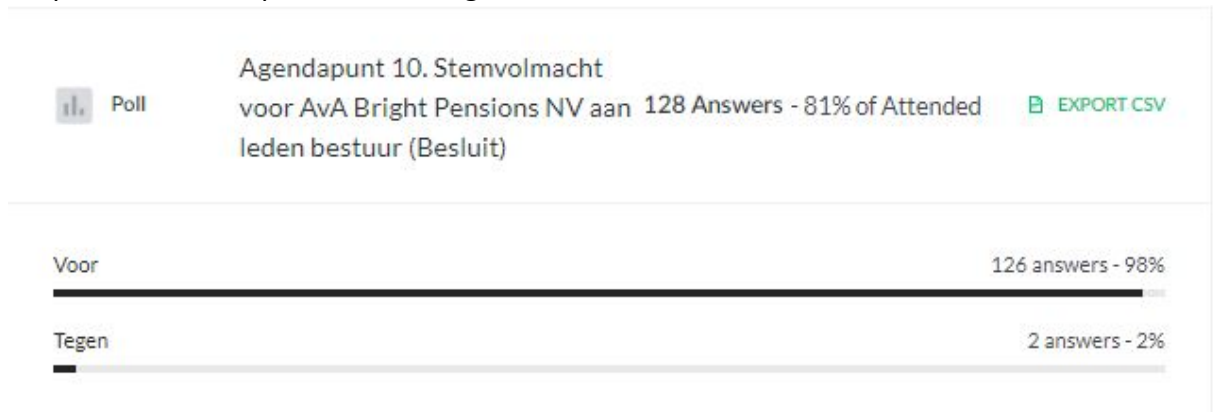 Poll
Agendapunt 10. Stemvolmacht
voor AvA Bright Pensions NV aan
leden bestuur (Besluit)
128 Answers - 81% of Attended
EXPORT CSV
Voor
126 answers - 98%
Tegen
2 answers - 2%